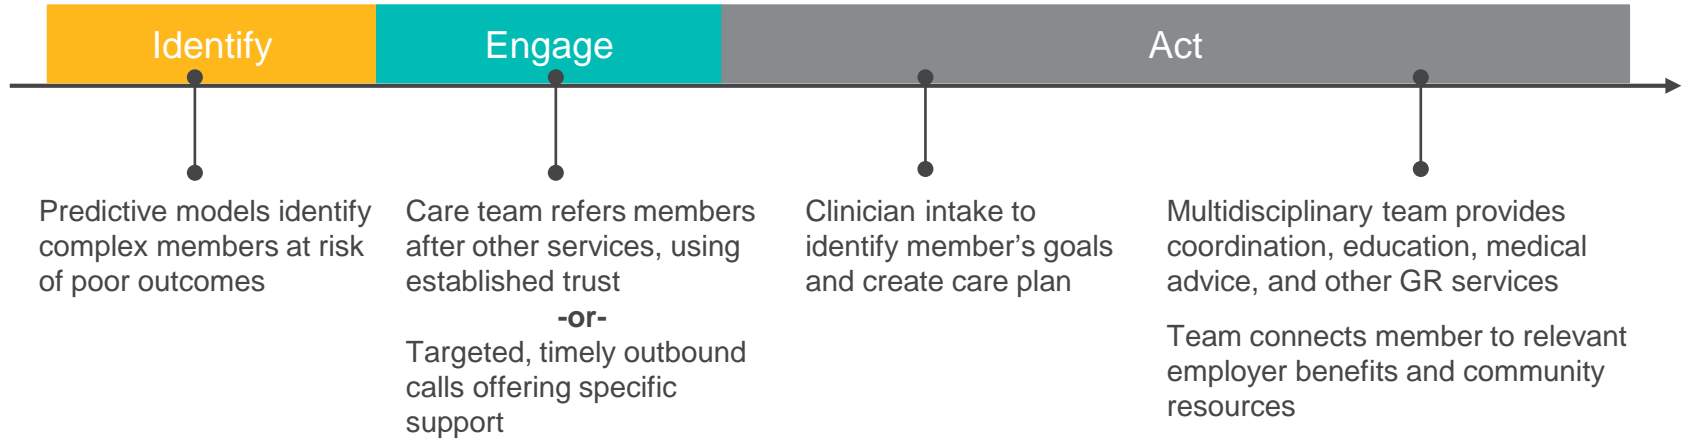 Identify
Engage
Act
Predictive models identify
complex members at risk
of poor outcomes
Care team refers members
after other services, using
established trust
-or-
Targeted, timely outbound
calls offering specific
support
Clinician intake to
identify member’s goals
and create care plan
Multidisciplinary team provides
coordination, education, medical
advice, and other GR services
Team connects member to relevant
employer benefits and community
resources